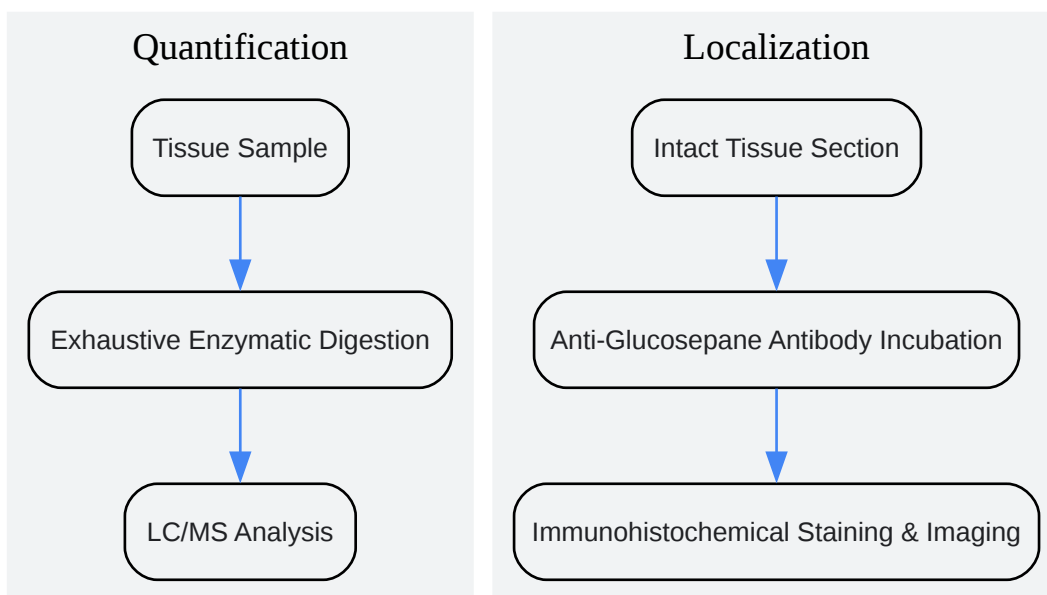 Quantification
Tissue Sample
Exhaustive Enzymatic Digestion
LC/MS Analysis
Localization
Intact Tissue Section
Anti-Glucosepane Antibody Incubation
Immunohistochemical Staining & Imaging